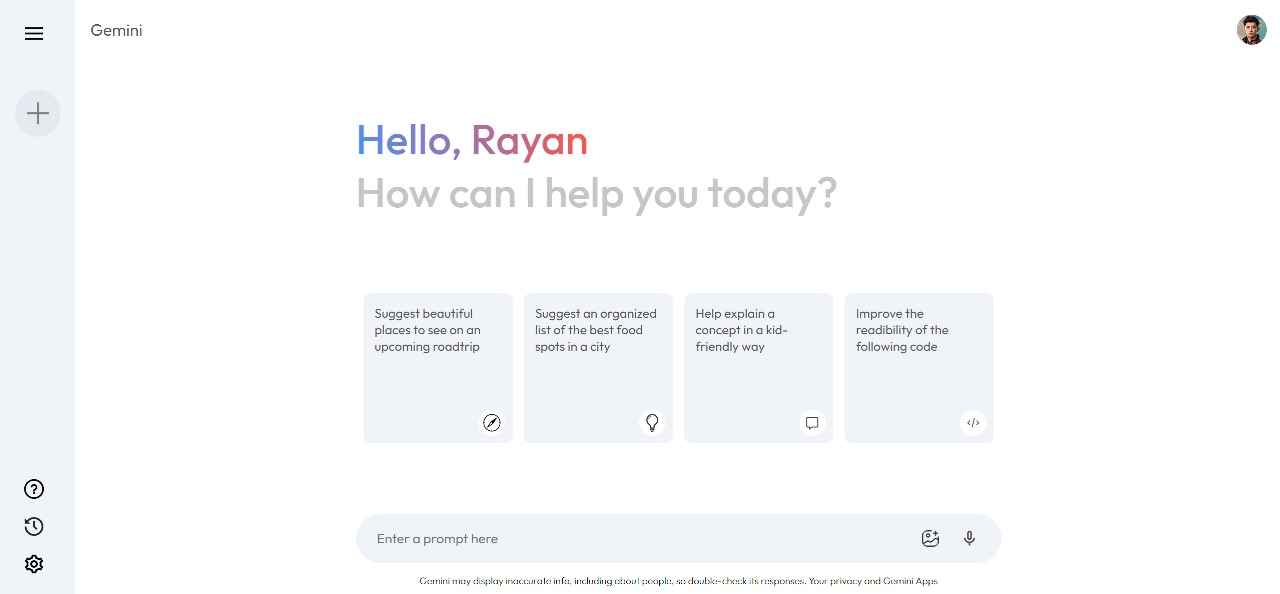 Gemini
Hello, Rayan
How can I help you today?
Suggest beautiful
places to see on an
upcoming roadtrip
Suggest an organized
list of the best food
spots in a city
Help explain a
concept in a kid-
friendly way
Improve the
readibility of the
following code
</>
Enter a prompt here
Gemini may display inaccurate info, including about people, so double-check its responses. Your privacy and Gemini Apps